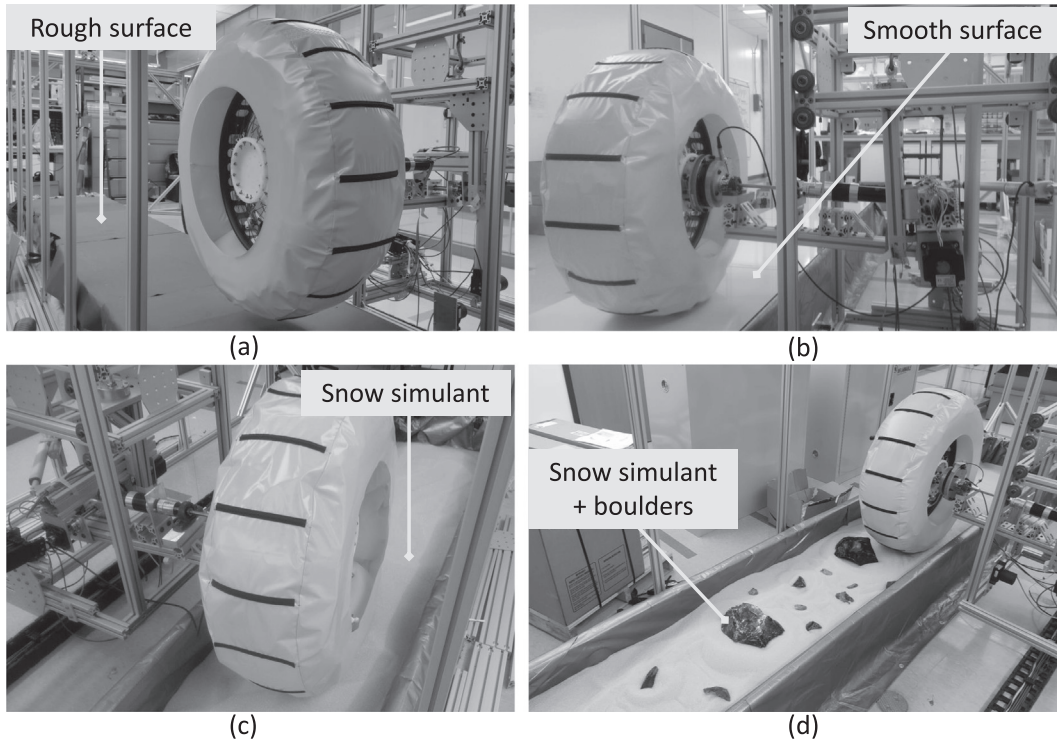 Rough surface
Smooth surface
(a)
(b)
Snow simulant
Snow simulant
+ boulders
(c)
(d)